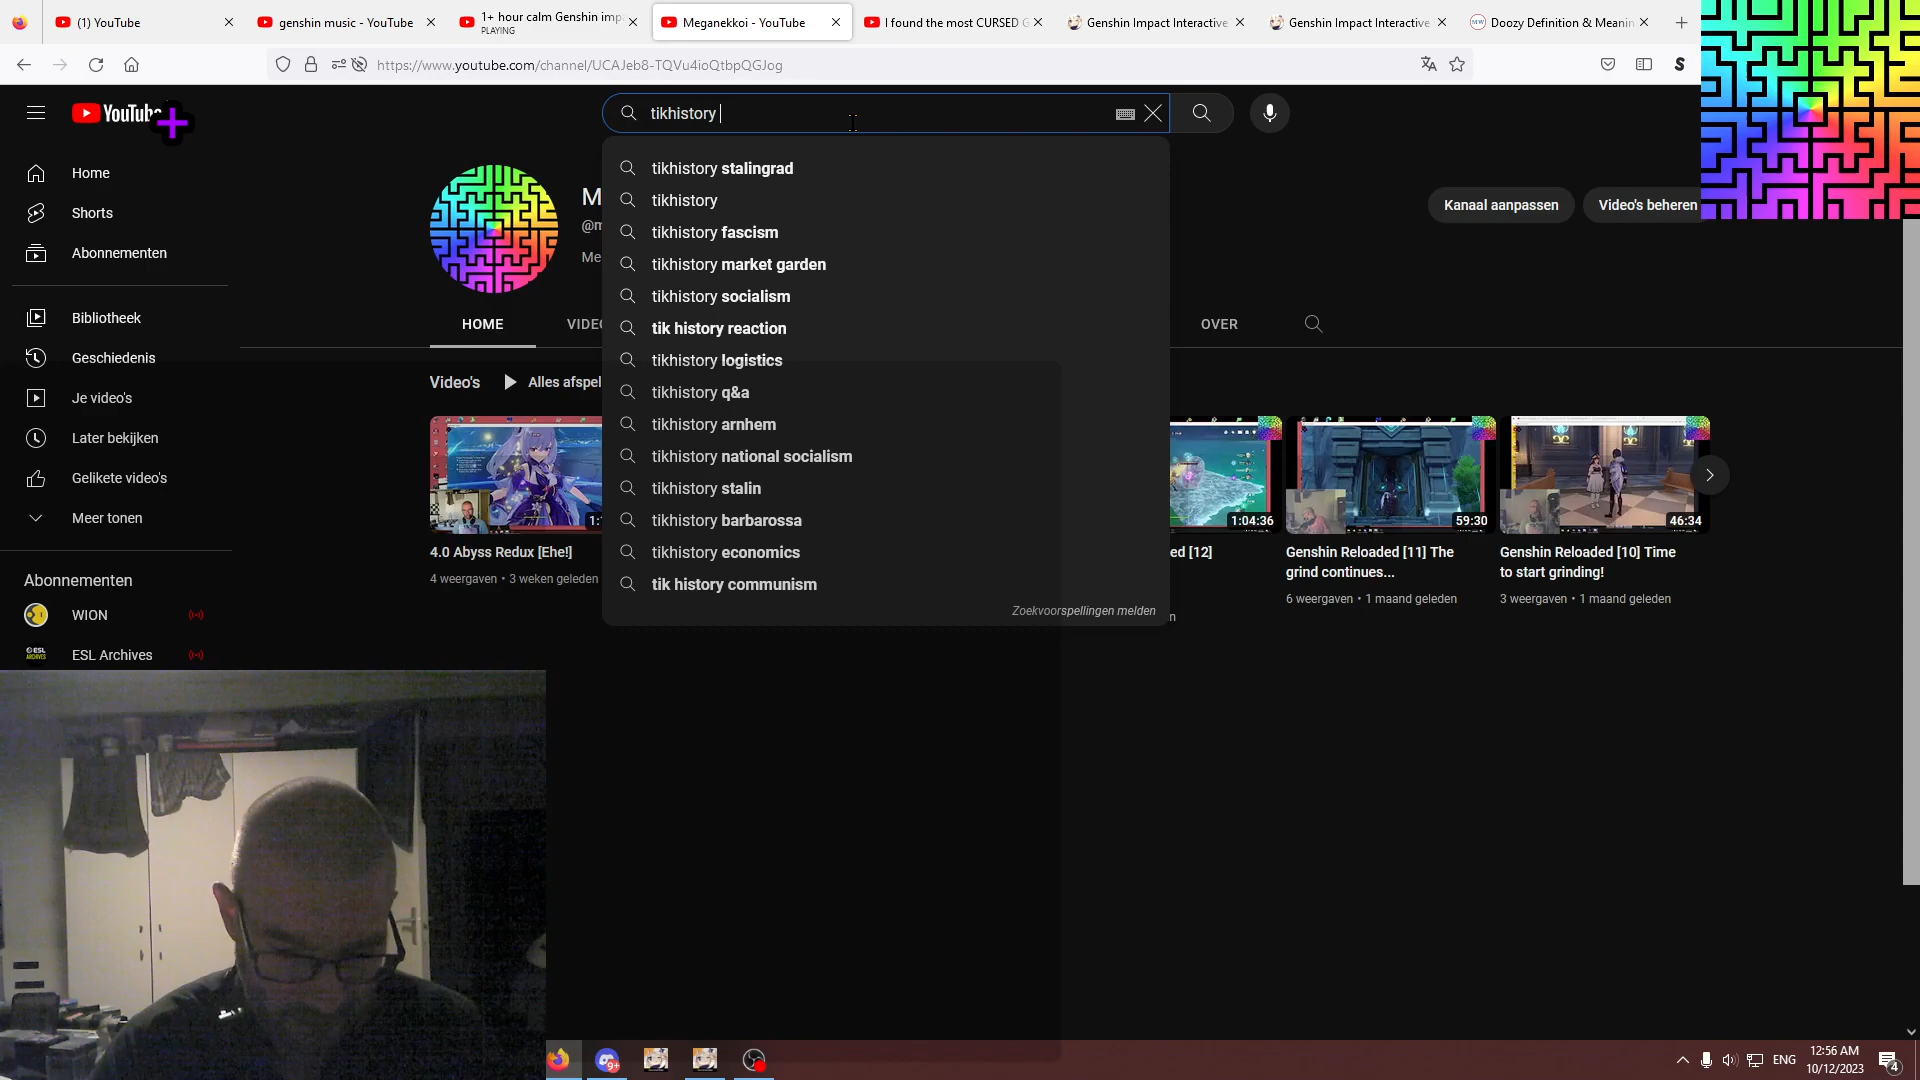 (1) YouTube
genshin music - YouTube
1+ hour calm Genshin imp
PLAYING
Meganekkoi - YouTube
I found the most CURSED G
Genshin Impact Interactive
Genshin Impact Interactive
Doozy Definition & Meanin
https://www.youtube.com/channel/UCAJeb8-TQVu4ioQtbpQGJog
YouTube
tikhistory
Home
Shorts
Abonnementen
Bibliotheek
Geschiedenis
Je video's
Later bekijken
Gelikete video's
Meer tonen
Abonnementen
WION
ESL Archives
M
@m
Me
Kanaal aanpassen
Video's beheren
HOME
VIDEO
OVER
Video's
Alles afspel
tikhistory stalingrad
tikhistory
tikhistory fascism
tikhistory market garden
tikhistory socialism
tik history reaction
tikhistory logistics
tikhistory q&a
tikhistory arnhem
tikhistory national socialism
tikhistory stalin
tikhistory barbarossa
tikhistory economics
tik history communism
Zoekvoorspellingen melden
4.0 Abyss Redux [Ehe!]
4 weergaven • 3 weken geleden
1:04:36
ed [12]
59:30
Genshin Reloaded [11] The
grind continues...
6 weergaven • 1 maand geleden
46:34
Genshin Reloaded [10] Time
to start grinding!
3 weergaven • 1 maand geleden
9+
ENG
12:56 AM
10/12/2023
4